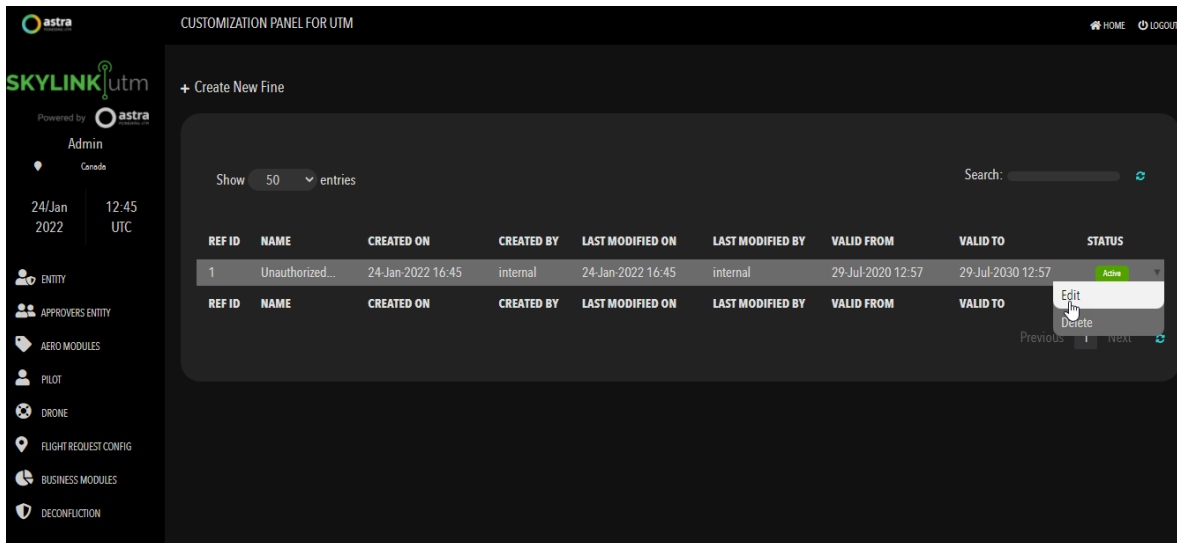 astra
CUSTOMIZATION PANEL FOR UTM
HOME
LOGOUT
SKYLINK utm
Powered by astra
Admin
Canada
24/Jan 2022
12:45 UTC
ENTITY
APPROVERS ENTITY
AERO MODULES
PILOT
DRONE
FLIGHT REQUEST CONFIG
BUSINESS MODULES
DECONFLICTION
+ Create New Fine
Show 50 entries
Search:
REF ID NAME CREATED ON CREATED BY LAST MODIFIED ON LAST MODIFIED BY VALID FROM VALID TO STATUS
1 Unauthorized... 24-Jan-2022 16:45 internal 24-Jan-2022 16:45 internal 29-Jul-2020 12:57 29-Jul-2030 12:57 Active
REF ID NAME CREATED ON CREATED BY LAST MODIFIED ON LAST MODIFIED BY VALID FROM VALID TO
Edit
Delete
Previous 1 Next